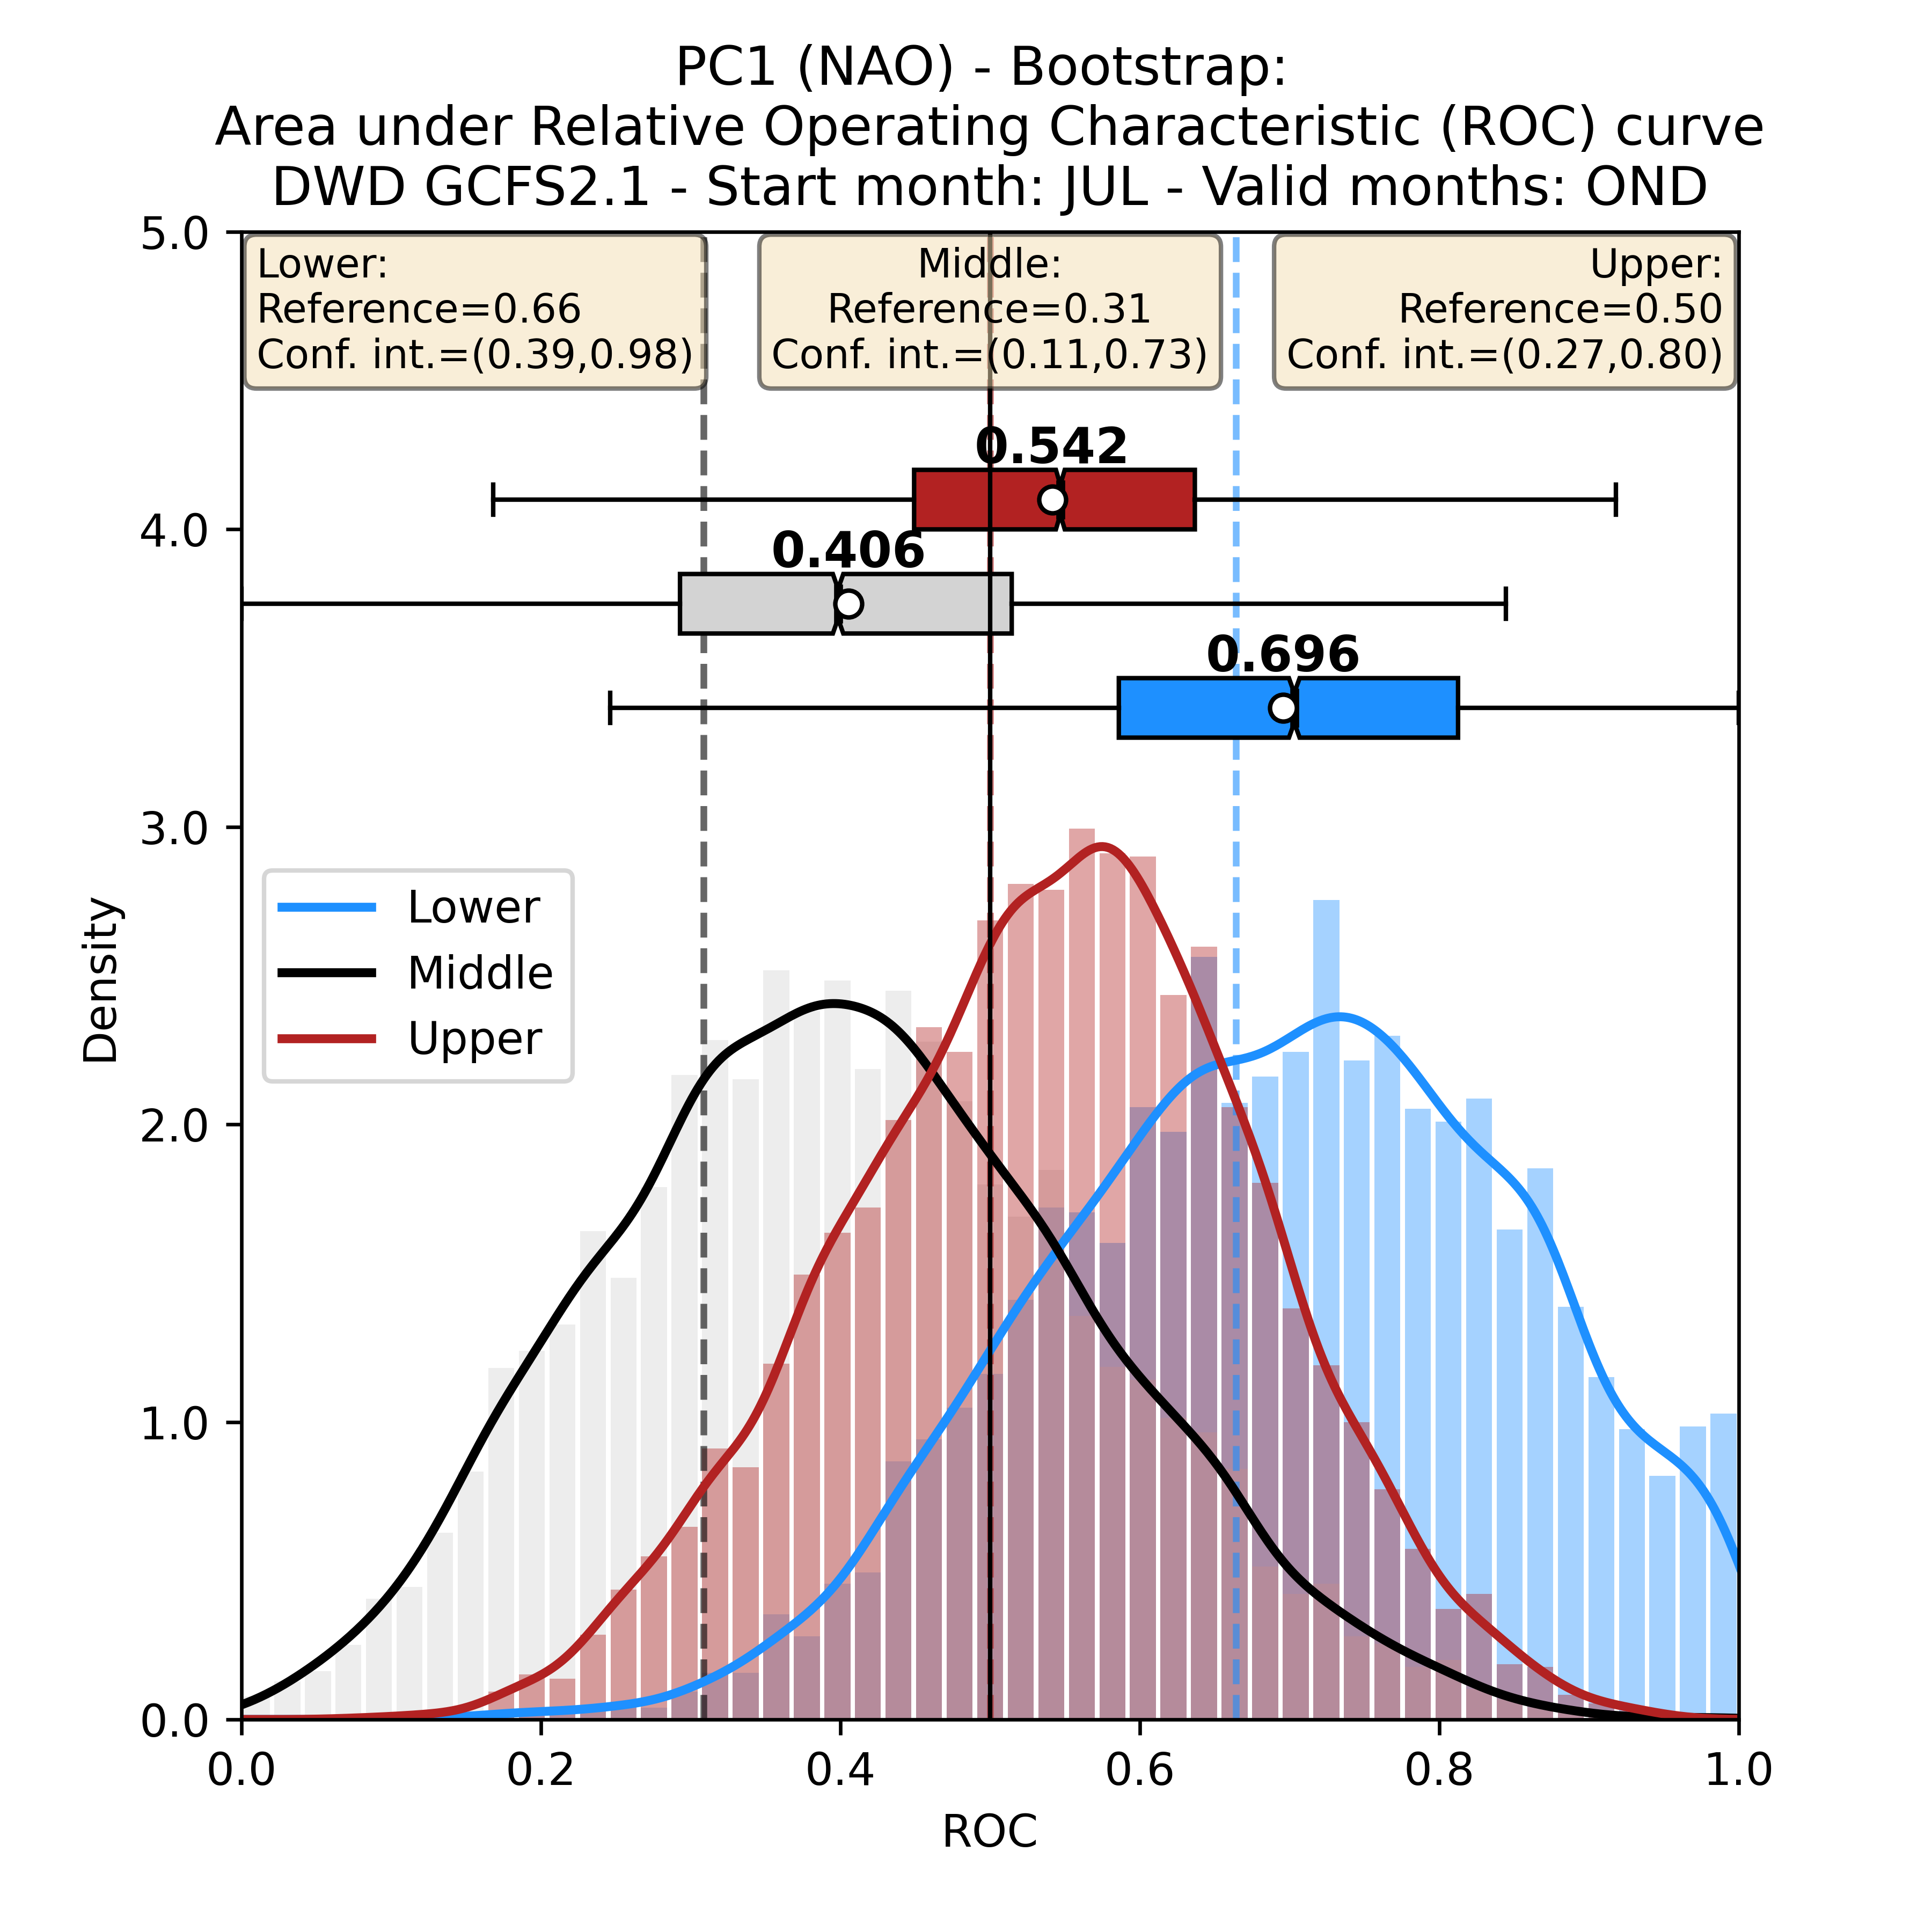 PC1 (NAO) - Bootstrap:
Area under Relative Operating Characteristic (ROC) curve
DWD GCFS2.1 - Start month: JUL - Valid months: OND
Lower:
Reference=0.66
Conf. int.=(0.39,0.98)
Middle:
Reference=0.31
Conf. int.=(0.11,0.73)
Upper:
Reference=0.50
Conf. int.=(0.27,0.80)
0.542
0.406
0.696
Lower
Middle
Upper
Density
5.0
4.0
3.0
2.0
1.0
0.0
0.0
0.2
0.4
0.6
0.8
1.0
ROC